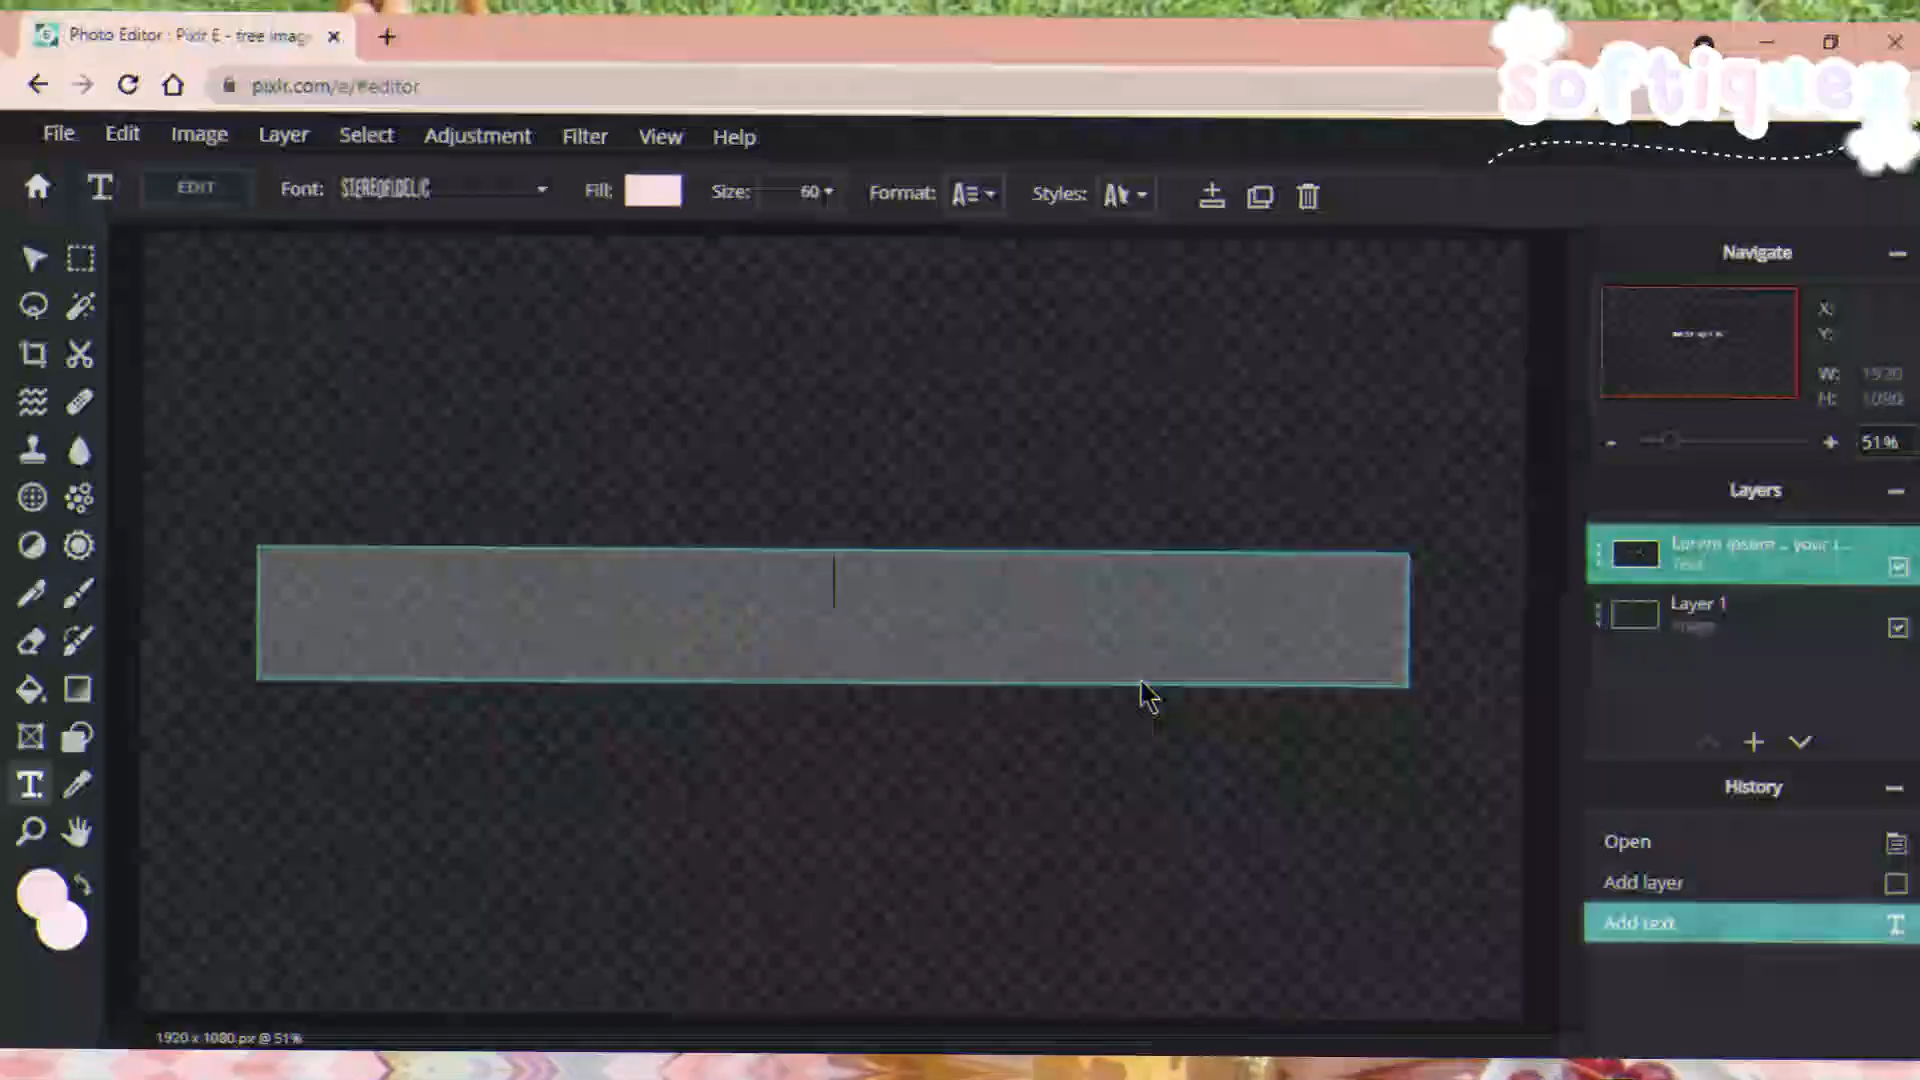 Photo Editor : Pixlr E - free imag
pixlr.com/e/#editor
softiquex
File Edit Image Layer Select Adjustment Filter View Help
EDIT Font: STEREOFIDELIC Fill: Size: 60 Format: Styles:
Navigate
X:
Y:
W: 1920
H: 1080
51%
Layers
Lorem ipsum .. your t...
Text
Layer 1
Image
History
Open
Add layer
Add text
1920 x 1080 px @ 51%